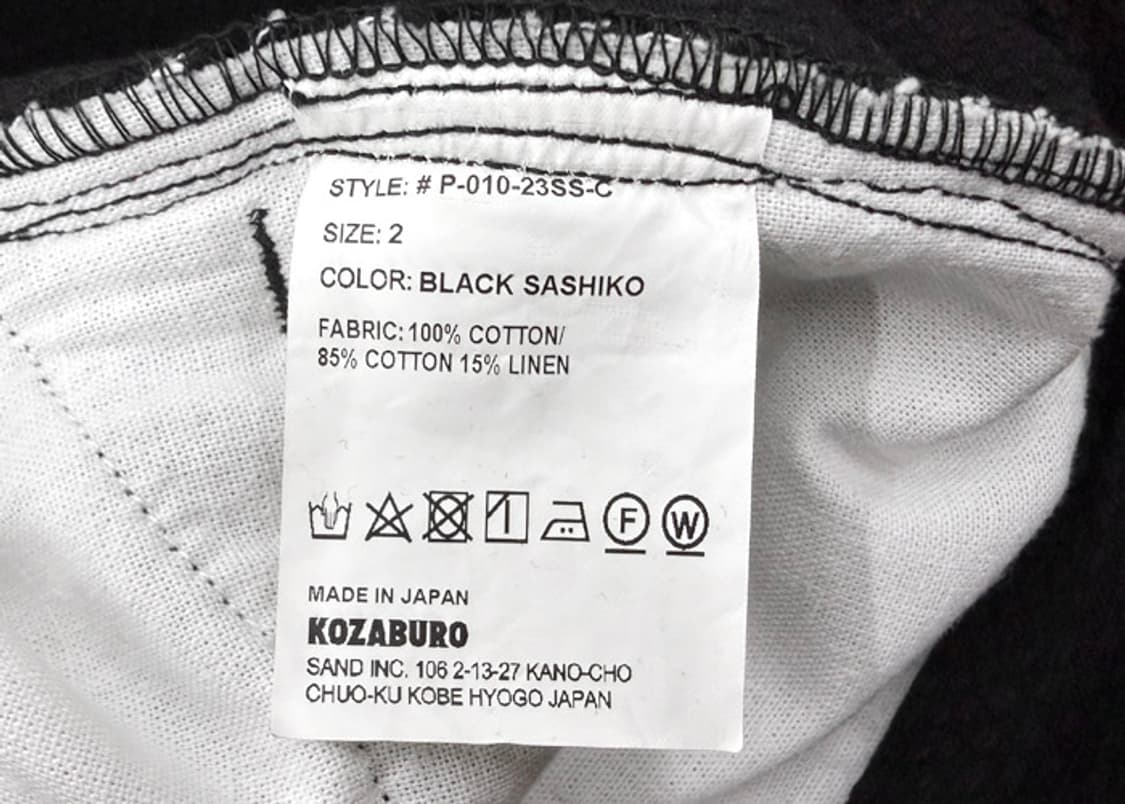 STYLE: # P-010-23SS-C
SIZE: 2
COLOR: BLACK SASHIKO
FABRIC: 100% COTTON/
85% COTTON 15% LINEN
F W
MADE IN JAPAN
KOZABURO
SAND INC. 106 2-13-27 KANO-CHO
CHUO-KU KOBE HYOGO JAPAN